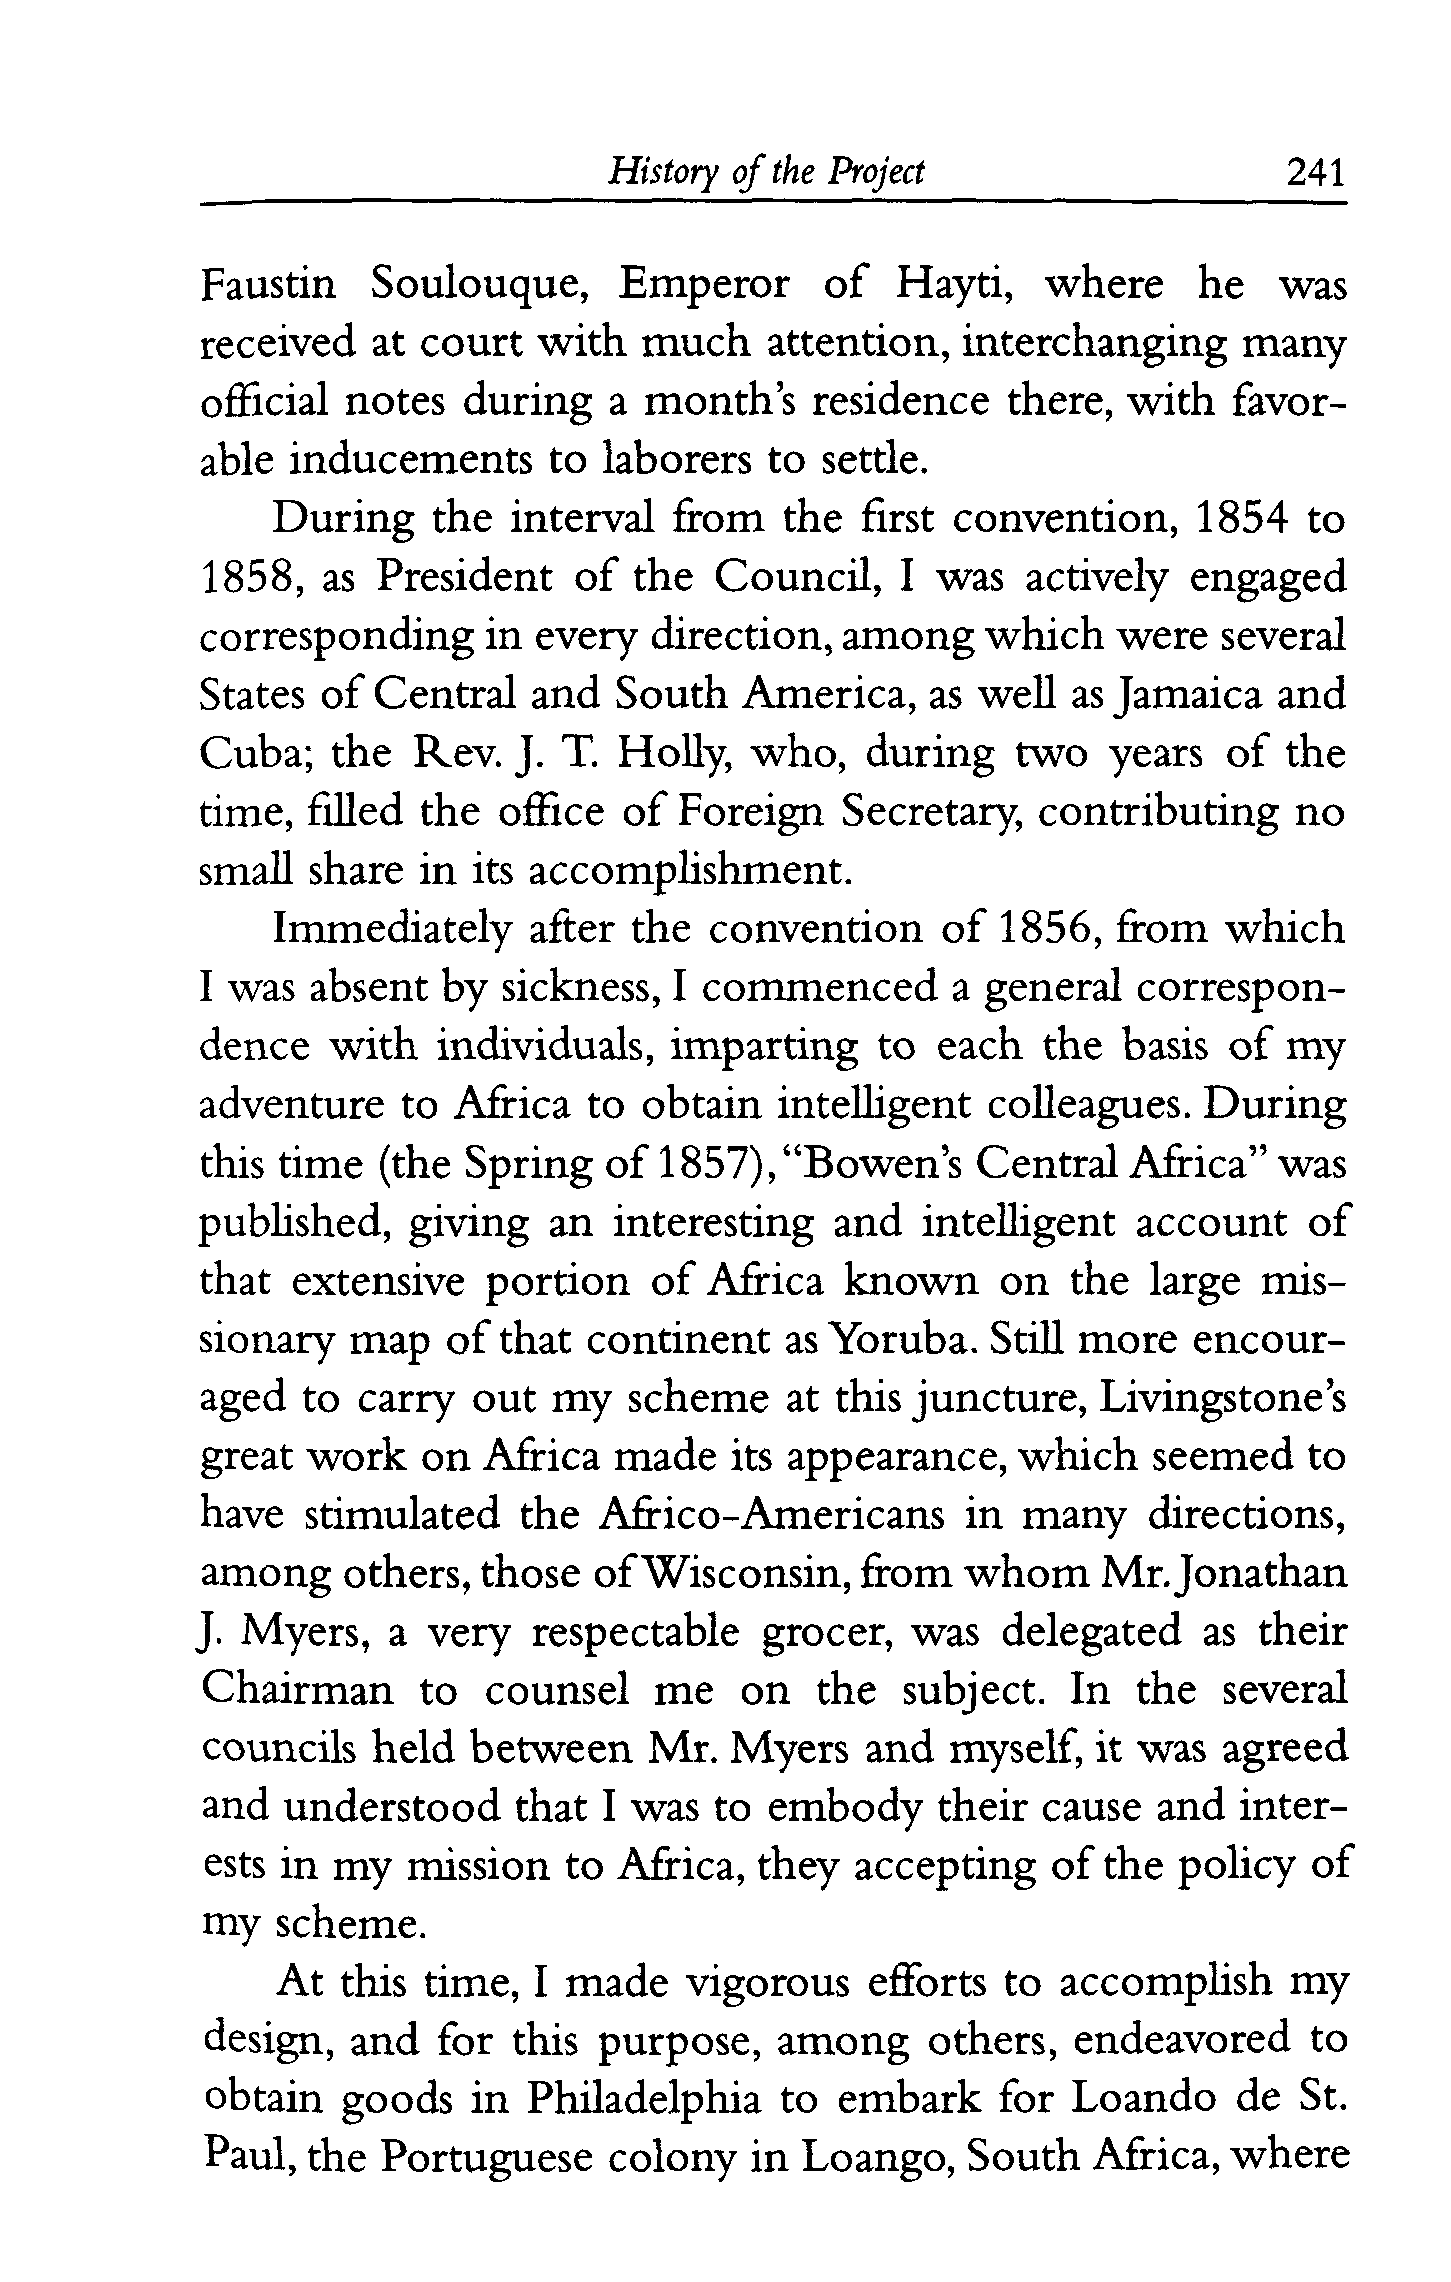 History of the Project 241
Faustin Soulouque, Emperor of Hayti, where he was
received at court with much attention, interchanging many
official notes during a month's residence there, with favor-
able inducements to laborers to settle.
During the interval from the first convention, 1854 to
1858, as President of the Council, I was actively engaged
corresponding in every direction, among which were several
States of Central and South America, as well as Jamaica and
Cuba; the Rev. J. T. Holly, who, during two years of the
time, filled the office of Foreign Secretary, contributing no
small share in its accomplishment.
Immediately after the convention of 1856, from which
I was absent by sickness, I commenced a general correspon-
dence with individuals, imparting to each the basis of my
adventure to Africa to obtain intelligent colleagues. During
this time (the Spring of 1857), “Bowen's Central Africa” was
published, giving an interesting and intelligent account of
that extensive portion of Africa known on the large mis-
sionary map of that continent as Yoruba. Still more encour-
aged to carry out my scheme at this juncture, Livingstone's
great work on Africa made its appearance, which seemed to
have stimulated the Africo-Americans in many directions,
among others, those of Wisconsin, from whom Mr. Jonathan
J. Myers, a very respectable grocer, was delegated as their
Chairman to counsel me on the subject. In the several
councils held between Mr. Myers and myself, it was agreed
and understood that I was to embody their cause and inter-
ests in my mission to Africa, they accepting of the policy of
my scheme.
At this time, I made vigorous efforts to accomplish my
design, and for this purpose, among others, endeavored to
obtain goods in Philadelphia to embark for Loando de St.
Paul, the Portuguese colony in Loango, South Africa, where